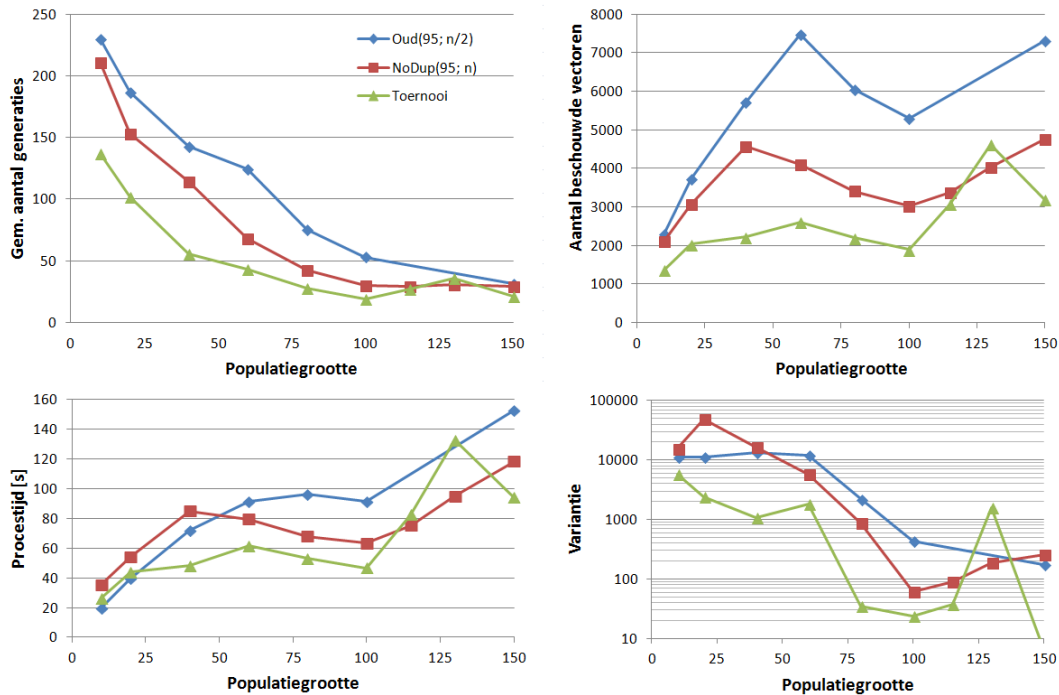 Gem. aantal generaties
250
200
150
100
50
0
0 25 50 75 100 125 150
Populatiegrootte
Oud(95; n/2)
NoDup(95; n)
Toernooi
Aantal beschouwde vectoren
8000
7000
6000
5000
4000
3000
2000
1000
0
0 25 50 75 100 125 150
Populatiegrootte
Procestijd [s]
160
140
120
100
80
60
40
20
0
0 25 50 75 100 125 150
Populatiegrootte
Variantie
100000
10000
1000
100
10
0 25 50 75 100 125 150
Populatiegrootte